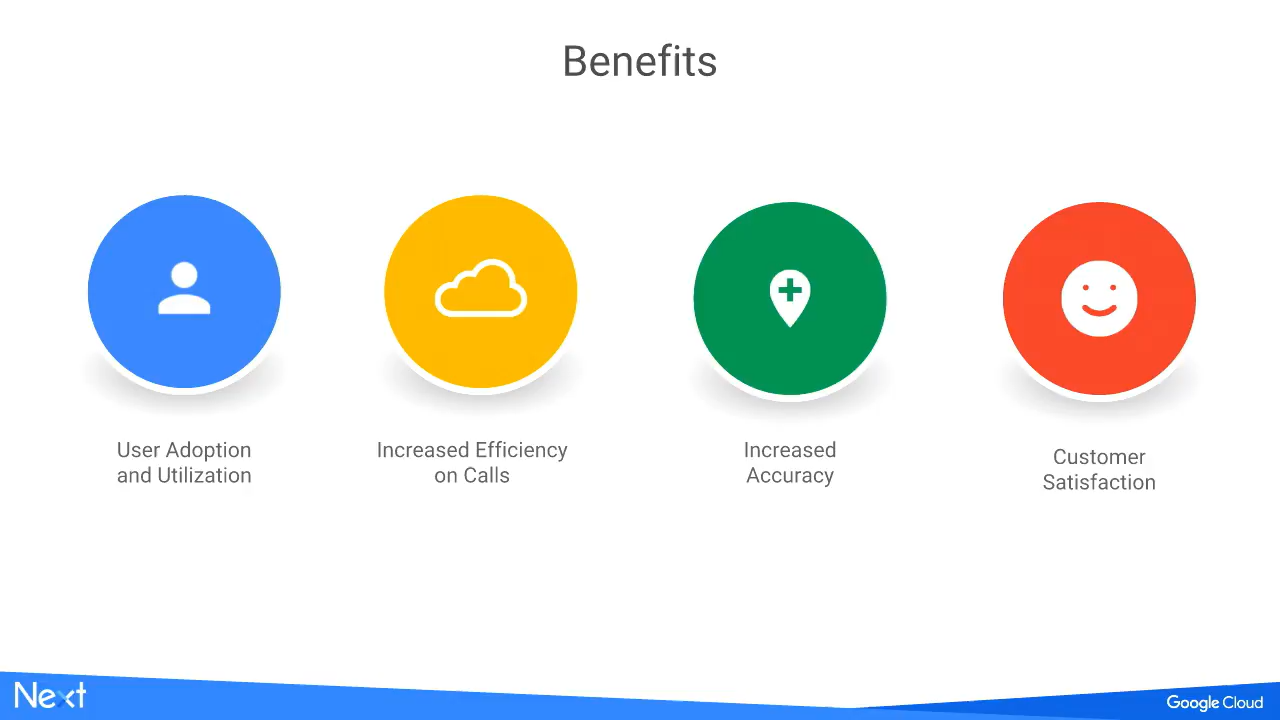 Benefits
User Adoption
and Utilization
Increased Efficiency
on Calls
Increased
Accuracy
Customer
Satisfaction
Next
Google Cloud